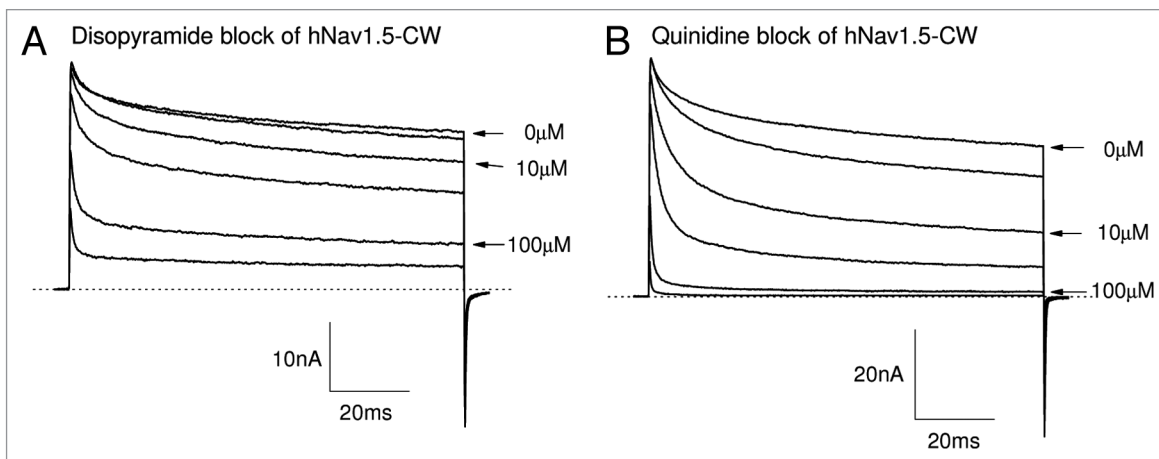 A Disopyramide block of hNav1.5-CW
0μM
10μM
100μM
10nA
20ms
B Quinidine block of hNav1.5-CW
0μM
10μM
100μM
20nA
20ms